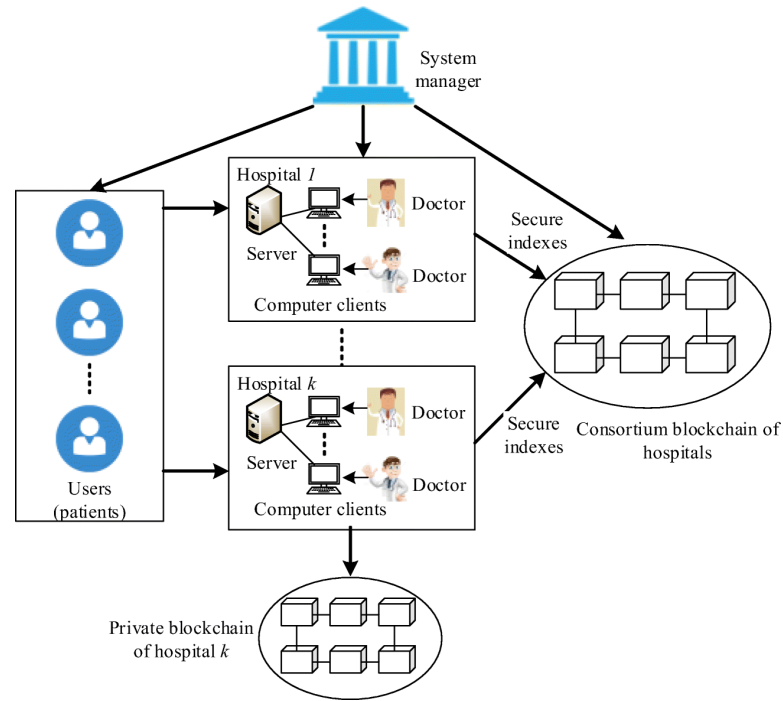 System
manager
Hospital 1
Doctor
Server
Doctor
Computer clients
Secure
indexes
Hospital k
Doctor
Server
Doctor
Computer clients
Secure
indexes
Consortium blockchain of
hospitals
Users
(patients)
Private blockchain
of hospital k